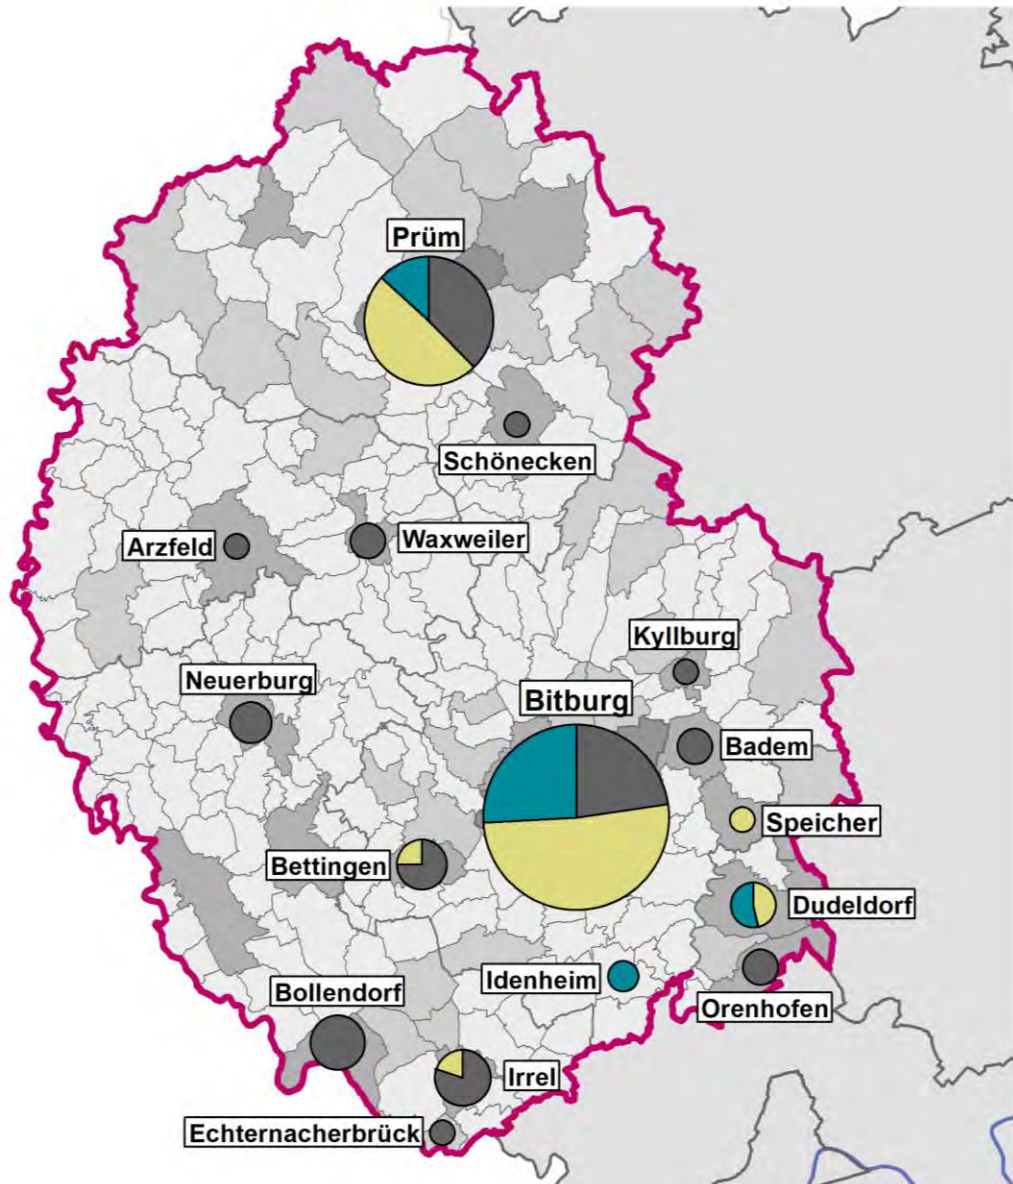 Prüm
Schönecken
Arzfeld
Waxweiler
Kyllburg
Neuerburg
Bitburg
Badem
Speicher
Bettingen
Dudeldorf
Idenheim
Bollendorf
Orenhofen
Irrel
Echternacherbrück